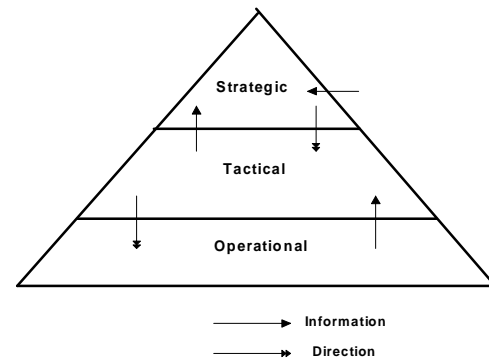 Strategic
Tactical
Operational
Information
Direction